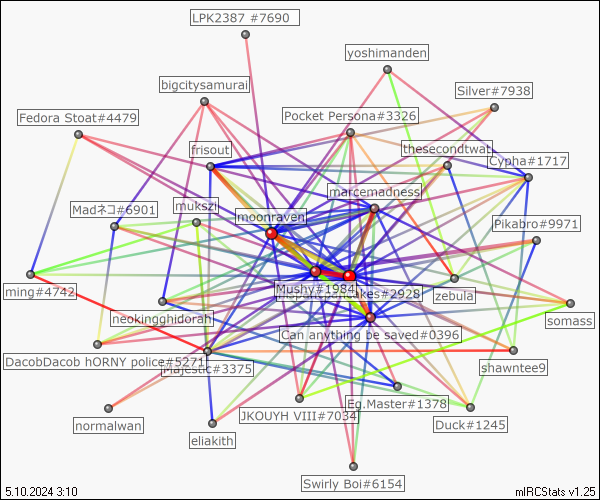 LPK2387 #7690
yoshimanden
bigcitysamurai
Silver#7938
Fedora Stoat#4479
Pocket Persona#3326
frisout
thesecondtwat
Cypha#1717
marcemadness
Madネコ#6901
mukszi
moonraven
Pikabro#9971
ming#4742
Mushy#1984
zebula
neokingghidorah
somass
Can anything be saved#0396
DacobDacob hORNY police#5271
Majestic#3375
shawntee9
Eg.Master#1378
JKOUYH VIII#7034
normalwan
eliakith
Duck#1245
Swirly Boi#6154
5.10.2024 3:10
mIRCStats v1.25